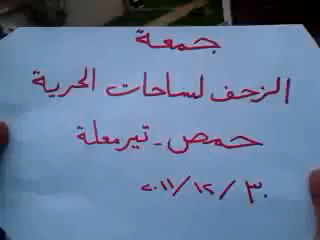 جمعة
الزحف لساحات الحرية
حمص - تيرمعلة
٣٠ / ١٢ / ٢٠١١